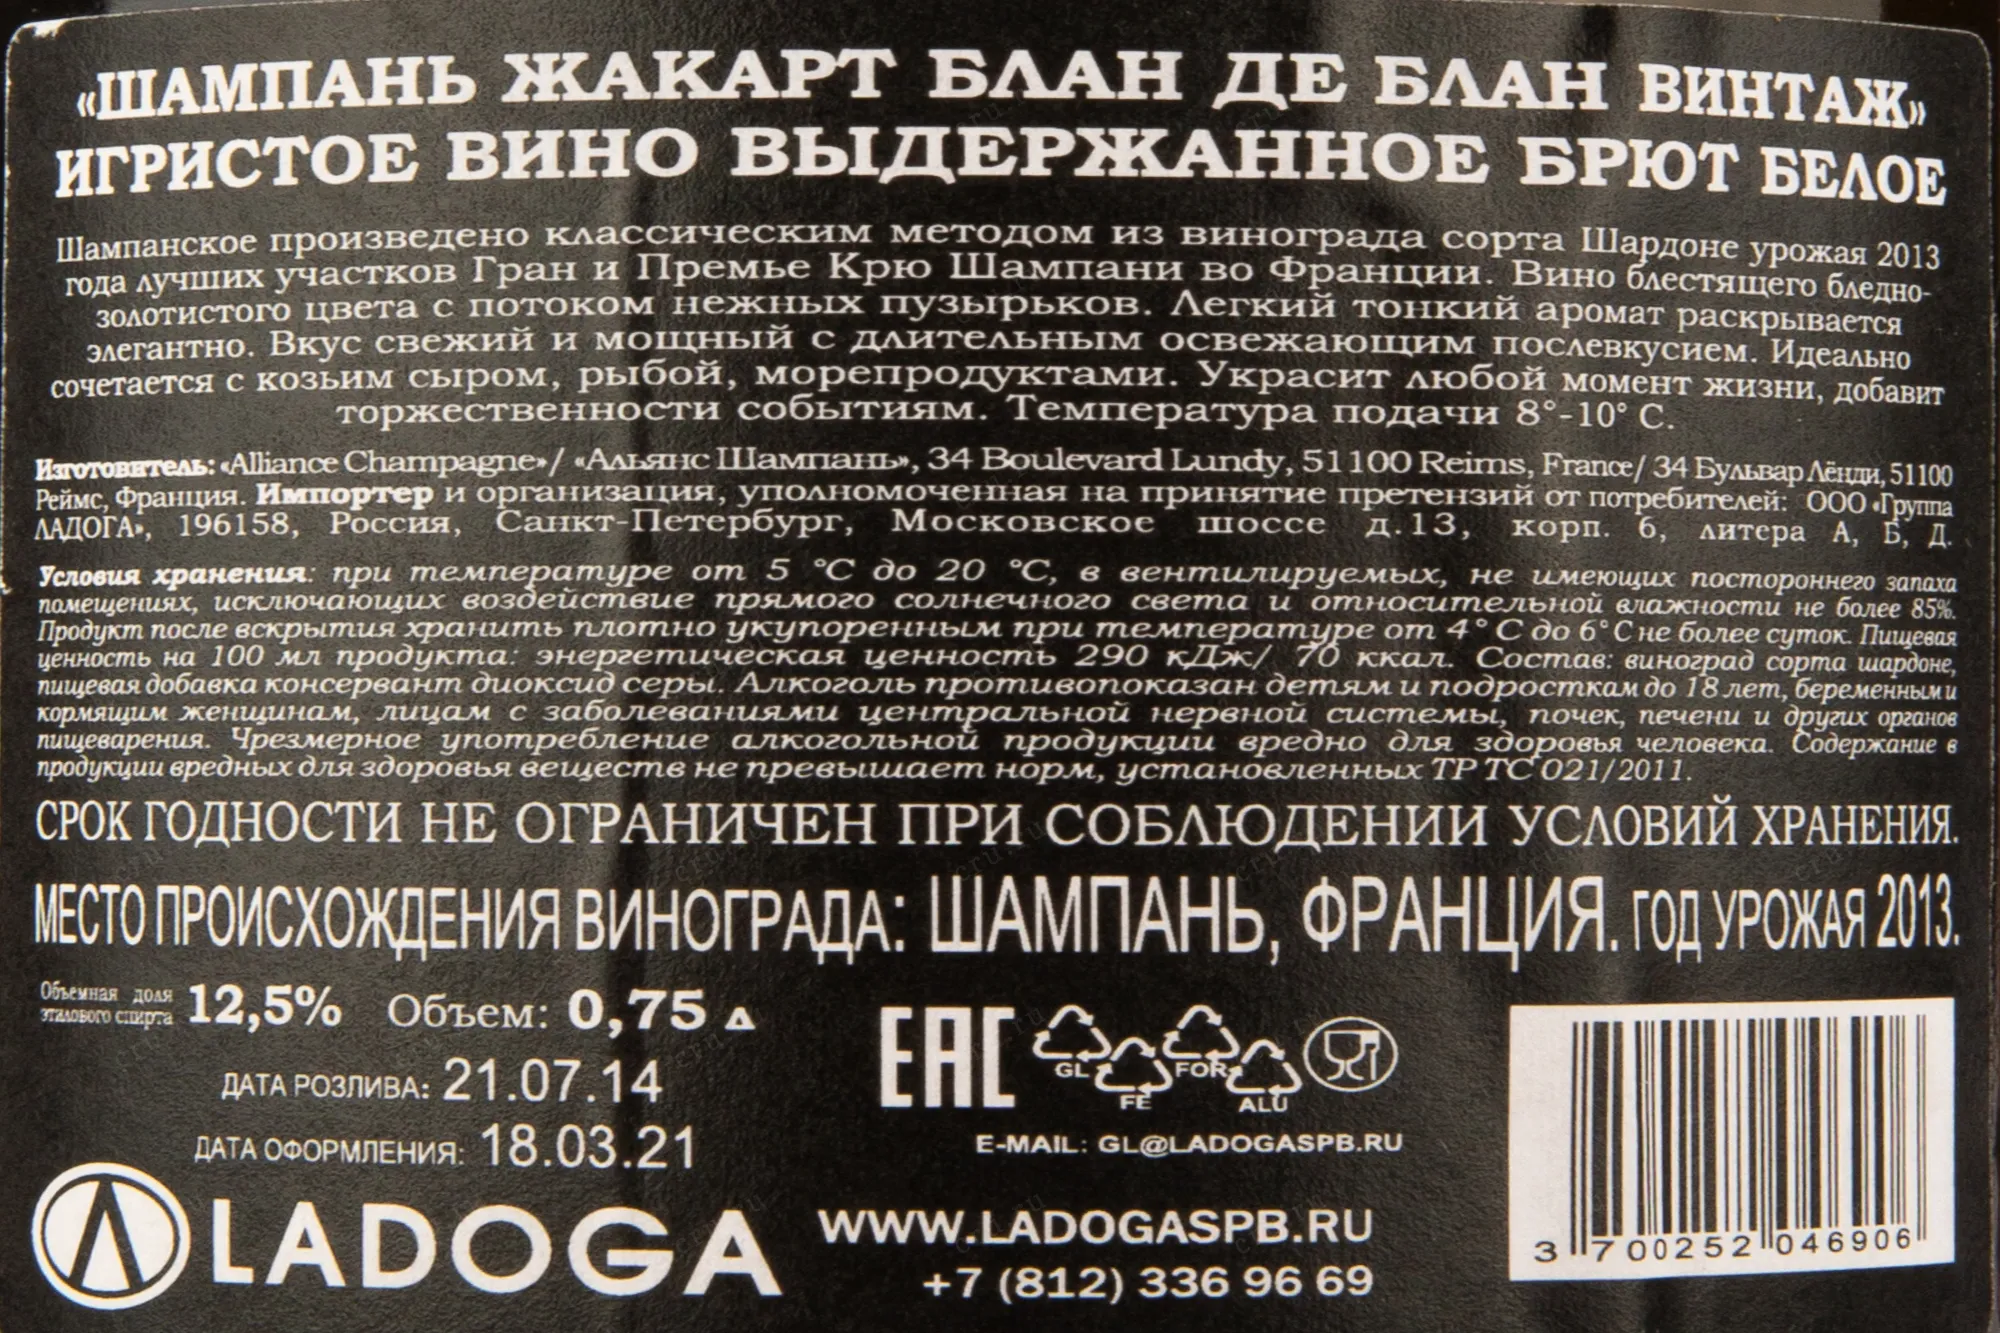 «ШАМПАНЬ ЖАКАРТ БЛАН ДЕ БЛАН ВИНТАЖ»
ИГРИСТОЕ ВИНО ВЫДЕРЖАННОЕ БРЮТ БЕЛОЕ
Шампанское произведено классическим методом из винограда сорта Шардоне урожая 2013
года лучших участков Гран и Премье Крю Шампани во Франции. Вино блестящего бледно-
золотистого цвета с потоком нежных пузырьков. Легкий тонкий аромат раскрывается
элегантно. Вкус свежий и мощный с длительным освежающим послевкусием. Идеально
сочетается с козьим сыром, рыбой, морепродуктами. Украсит любой момент жизни, добавит
торжественности событиям. Температура подачи 8°-10° С.
Изготовитель: «Alliance Champagne»/ «Альянс Шампань», 34 Boulevard Lundy, 51100 Reims, France/ 34 Бульвар Лёнди, 51100
Реймс, Франция. Импортер и организация, уполномоченная на принятие претензий от потребителей: ООО «Группа
ЛАДОГА», 196158, Россия, Санкт-Петербург, Московское шоссе д.13, корп. 6, литера А, Б, Д.
Условия хранения: при температуре от 5 °С до 20 °С, в вентилируемых, не имеющих постороннего запаха
помещениях, исключающих воздействие прямого солнечного света и относительной влажности не более 85%.
Продукт после вскрытия хранить плотно укупоренным при температуре от 4° С до 6° С не более суток. Пищевая
ценность на 100 мл продукта: энергетическая ценность 290 кДж/ 70 ккал. Состав: виноград сорта шардоне,
пищевая добавка консервант диоксид серы. Алкоголь противопоказан детям и подросткам до 18 лет, беременным и
кормящим женщинам, лицам с заболеваниями центральной нервной системы, почек, печени и других органов
пищеварения. Чрезмерное употребление алкогольной продукции вредно для здоровья человека. Содержание в
продукции вредных для здоровья веществ не превышает норм, установленных ТР ТС 021/2011.
СРОК ГОДНОСТИ НЕ ОГРАНИЧЕН ПРИ СОБЛЮДЕНИИ УСЛОВИЙ ХРАНЕНИЯ.
МЕСТО ПРОИСХОЖДЕНИЯ ВИНОГРАДА: ШАМПАНЬ, ФРАНЦИЯ. ГОД УРОЖАЯ 2013.
Объемная доля
этилового спирта 12,5% Объем: 0,75 л
ДАТА РОЗЛИВА: 21.07.14
ДАТА ОФОРМЛЕНИЯ: 18.03.21
LADOGA
EAC
GL FE FOR ALU
E-MAIL: GL@LADOGASPB.RU
WWW.LADOGASPB.RU
+7 (812) 336 96 69
3 700252 046906